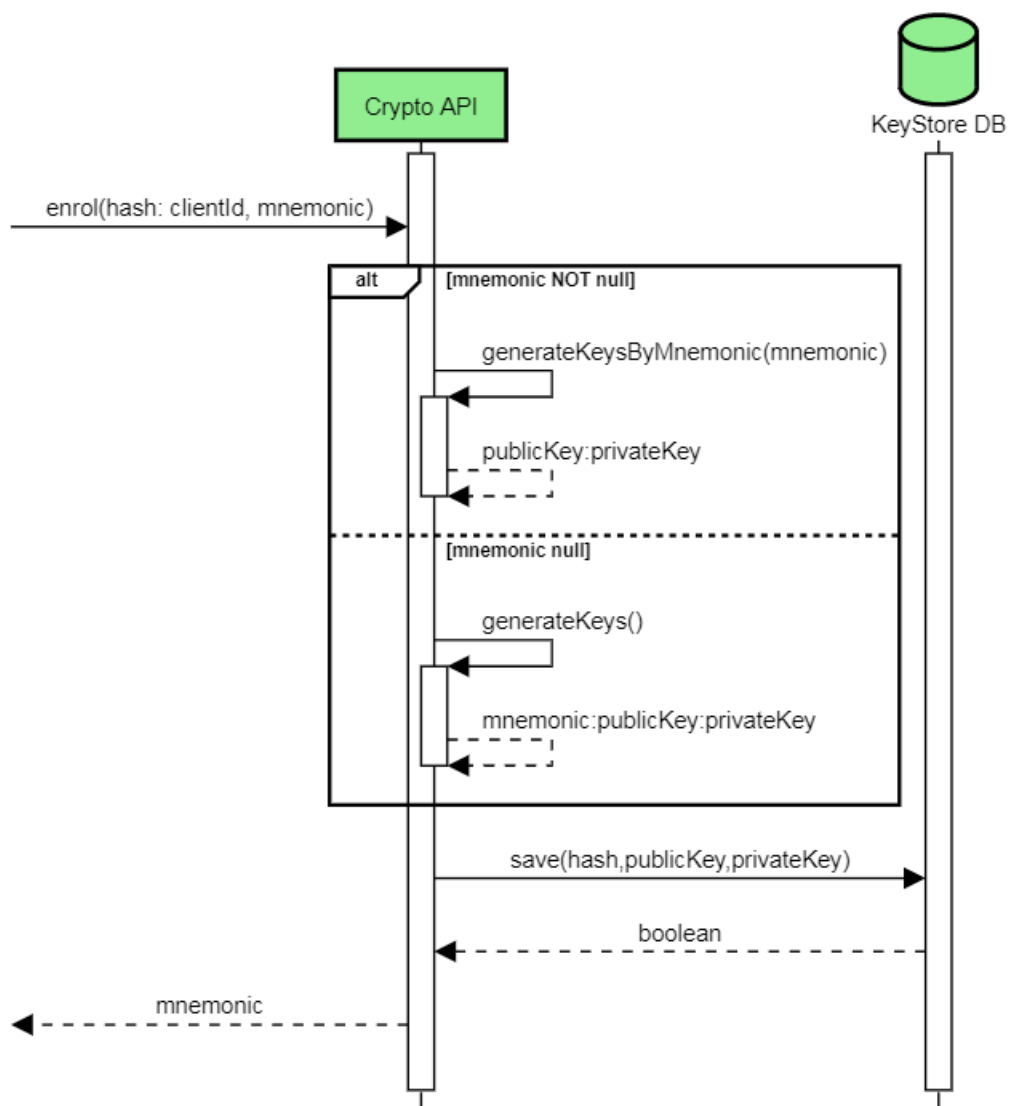 Crypto API
KeyStore DB
enrol(hash: clientId, mnemonic)
alt
[mnemonic NOT null]
generateKeysByMnemonic(mnemonic)
publicKey:privateKey
[mnemonic null]
generateKeys()
mnemonic:publicKey:privateKey
save(hash,publicKey,privateKey)
boolean
mnemonic